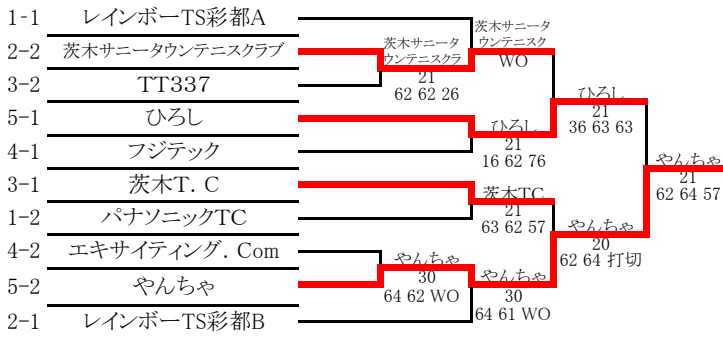 1-1 レインボーTS彩都A
2-2 茨木サニータウンテニスクラブ
3-2 TT337
5-1 ひろし
4-1 フジテック
3-1 茨木T．C
1-2 パナソニックTC
4-2 エキサイティング．Com
5-2 やんちゃ
2-1 レインボーTS彩都B
茨木サニータ
ウンテニスクラ
21
62 62 26
やんちゃ
30
64 62 WO
茨木サニータ
ウンテニスク
WO
ひろし
21
16 62 76
茨木TC
21
63 62 57
やんちゃ
30
64 61 WO
ひろし
21
36 63 63
やんちゃ
20
62 64 打切
やんちゃ
21
62 64 57